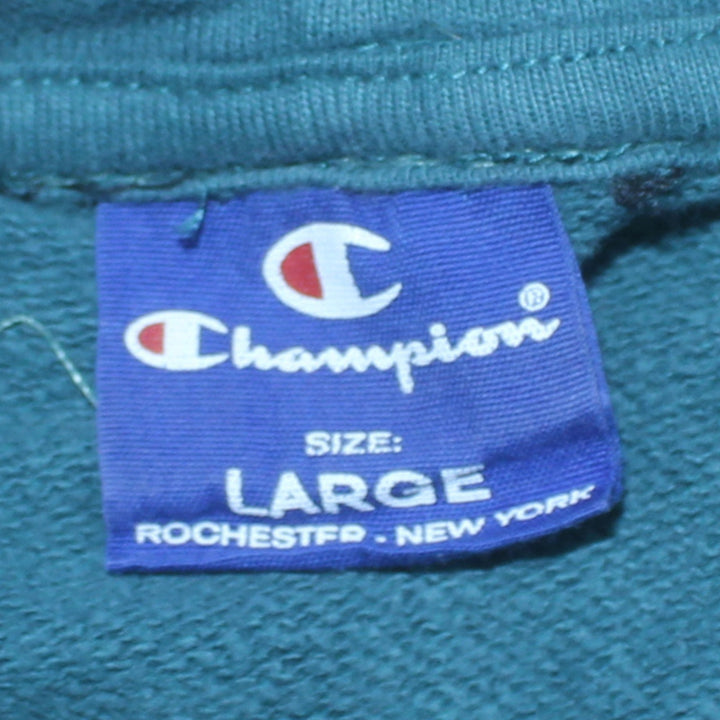 Champion®
SIZE:
LARGE
ROCHESTER - NEW YORK